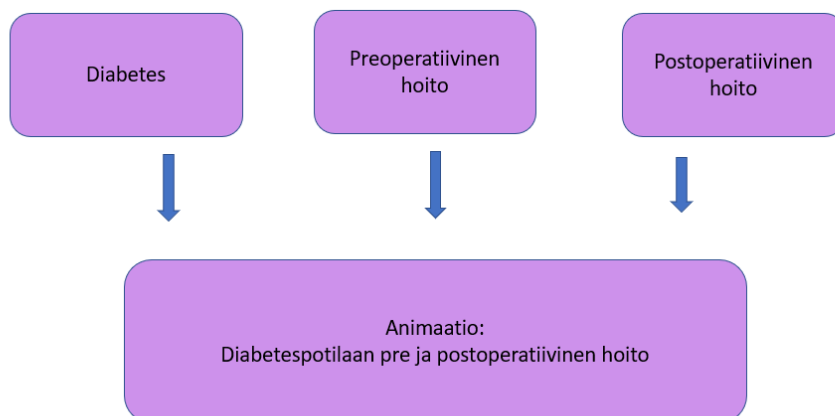 Diabetes
Preoperatiivinen
hoito
Postoperatiivinen
hoito
Animaatio:
Diabetespotilaan pre ja postoperatiivinen hoito